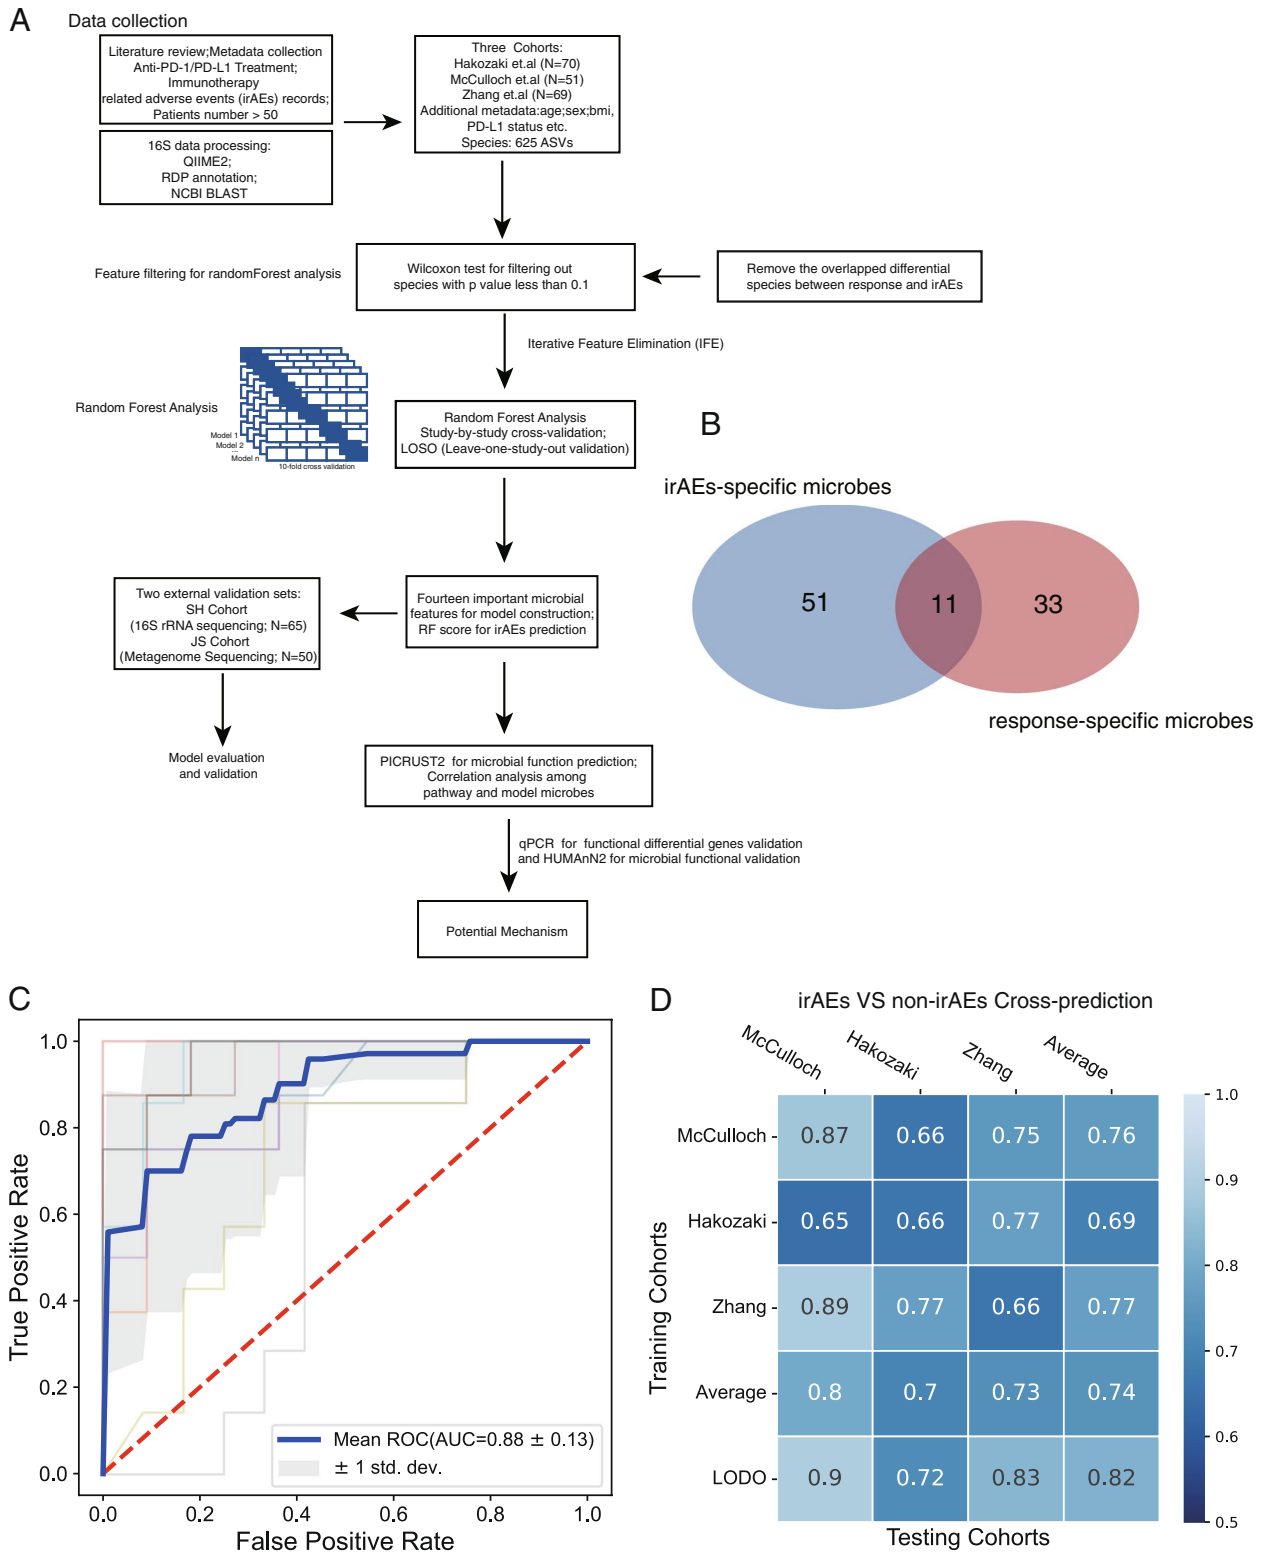 A
Data collection
Literature review;Metadata collection
Anti-PD-1/PD-L1 Treatment;
Immunotherapy
related adverse events (irAEs) records;
Patients number > 50
16S data processing:
QIIME2;
RDP annotation;
NCBI BLAST
Three Cohorts:
Hakozaki et.al (N=70)
McCulloch et.al (N=51)
Zhang et.al (N=69)
Additional metadata:age;sex;bmi,
PD-L1 status etc.
Species: 625 ASVs
Feature filtering for randomForest analysis
Wilcoxon test for filtering out
species with p value less than 0.1
Remove the overlapped differential
species between response and irAEs
Iterative Feature Elimination (IFE)
Random Forest Analysis
Model 1
Model 2
...
Model n
10-fold cross validation
Random Forest Analysis
Study-by-study cross-validation;
LOSO (Leave-one-study-out validation)
Two external validation sets:
SH Cohort
(16S rRNA sequencing; N=65)
JS Cohort
(Metagenome Sequencing; N=50)
Fourteen important microbial
features for model construction;
RF score for irAEs prediction
Model evaluation
and validation
PICRUST2 for microbial function prediction;
Correlation analysis among
pathway and model microbes
qPCR for functional differential genes validation
and HUMAnN2 for microbial functional validation
Potential Mechanism
B
irAEs-specific microbes
51
11
33
response-specific microbes
C
True Positive Rate
1.0
0.8
0.6
0.4
0.2
0.0
Mean ROC(AUC=0.88 ± 0.13)
± 1 std. dev.
0.0 0.2 0.4 0.6 0.8 1.0
False Positive Rate
D
irAEs VS non-irAEs Cross-prediction
McCulloch Hakozaki Zhang Average
Training Cohorts
McCulloch 0.87 0.66 0.75 0.76
Hakozaki 0.65 0.66 0.77 0.69
Zhang 0.89 0.77 0.66 0.77
Average 0.8 0.7 0.73 0.74
LODO 0.9 0.72 0.83 0.82
Testing Cohorts
1.0
0.9
0.8
0.7
0.6
0.5